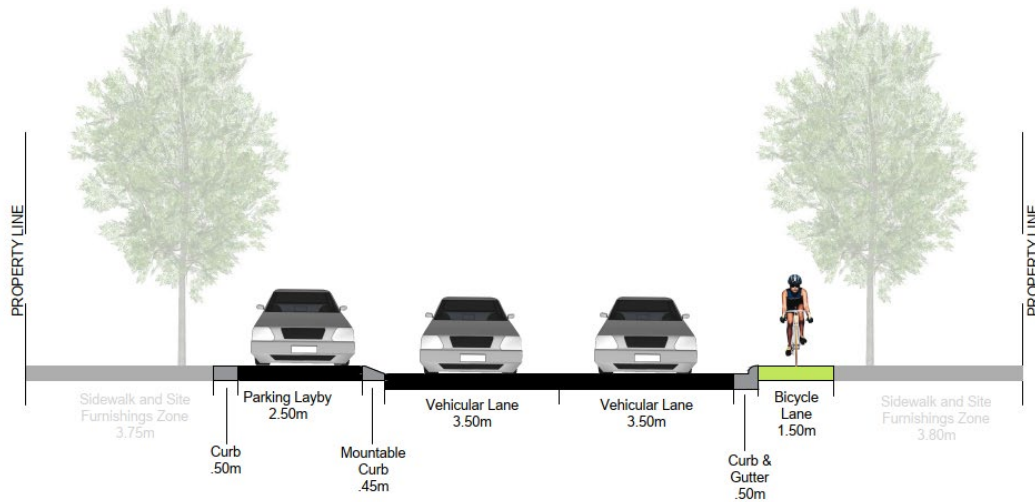 PROPERTY LINE
Sidewalk and Site
Furnishings Zone
3.75m
Curb
.50m
Parking Layby
2.50m
Mountable
Curb
.45m
Vehicular Lane
3.50m
Vehicular Lane
3.50m
Curb &
Gutter
.50m
Bicycle
Lane
1.50m
Sidewalk and Site
Furnishings Zone
3.80m
PROPERTY LINE